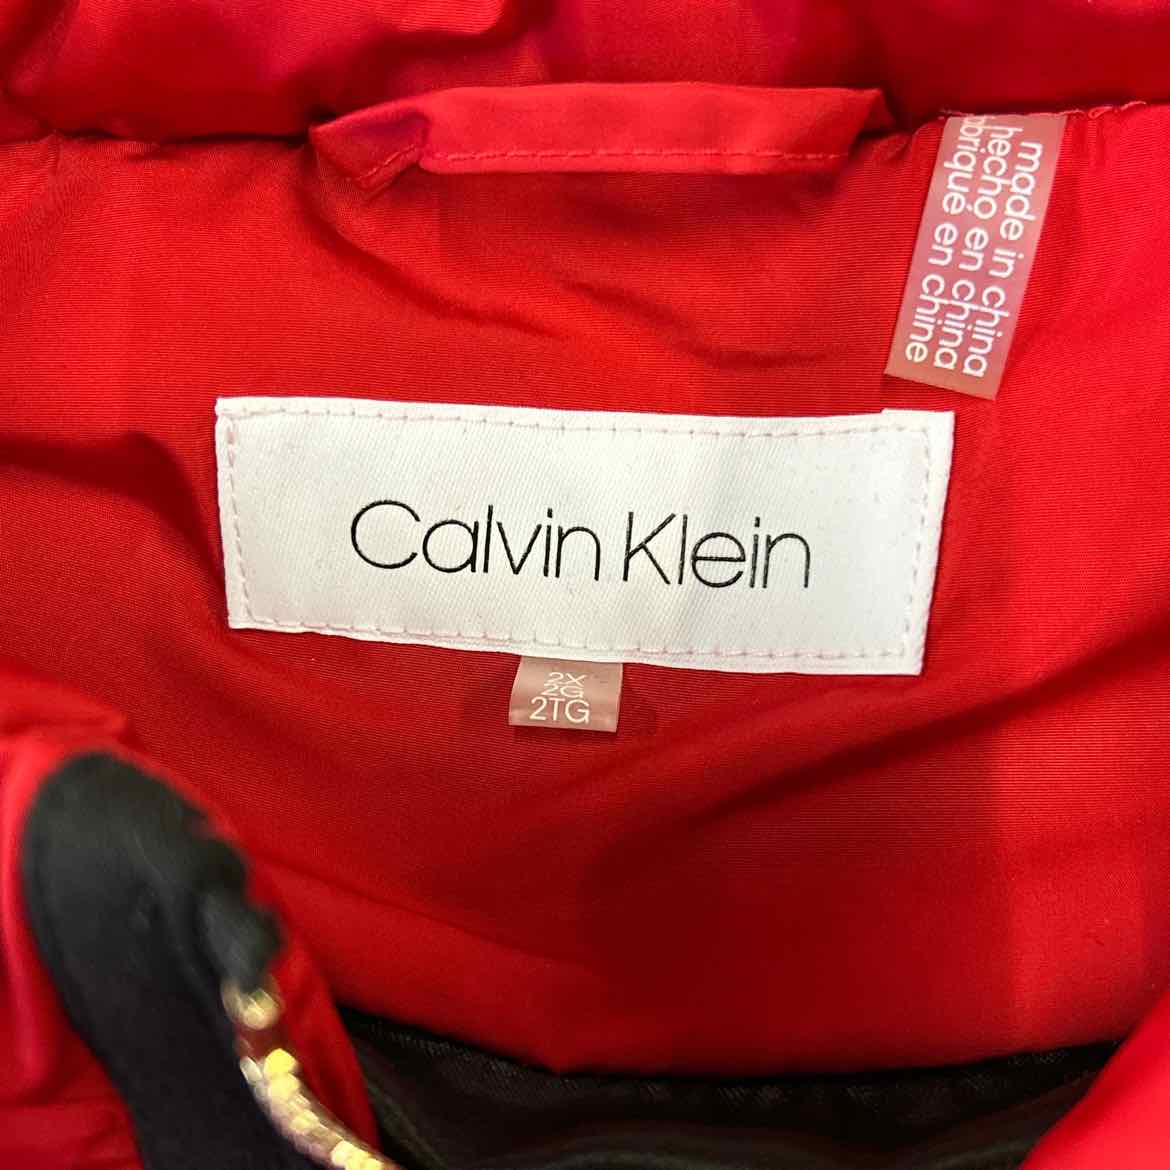 made in china
hecho en china
fabriqué en chine
Calvin Klein
2X
2G
2TG